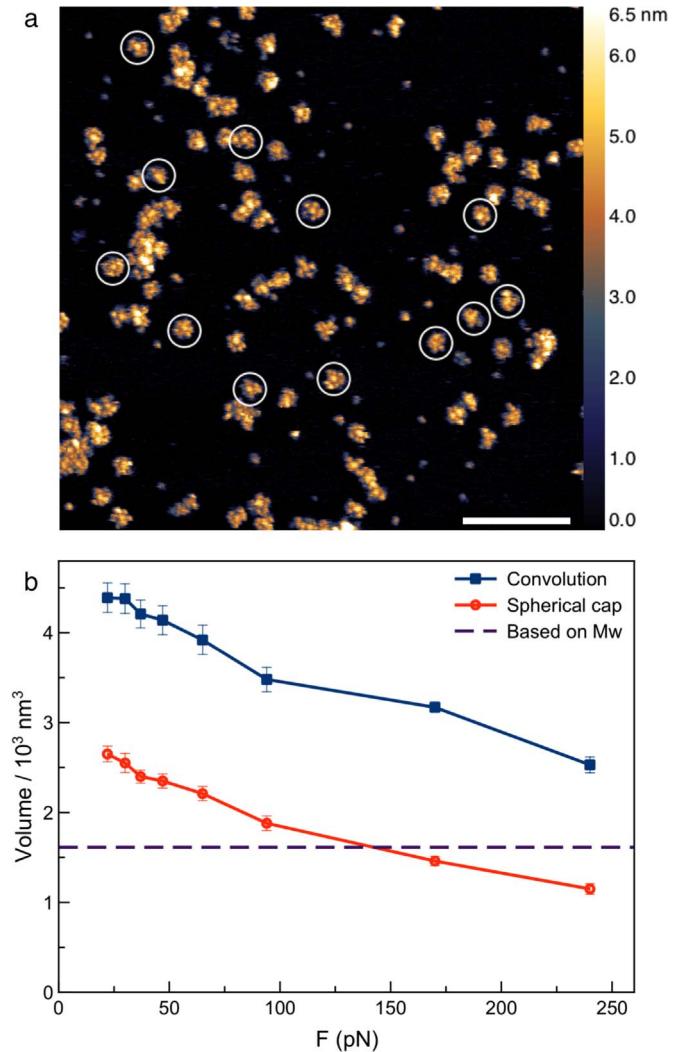 a
6.5 nm
6.0
5.0
4.0
3.0
2.0
1.0
0.0
b
Convolution
Spherical cap
Based on Mw
4
3
2
1
0
Volume / 10³ nm³
0 50 100 150 200 250
F (pN)